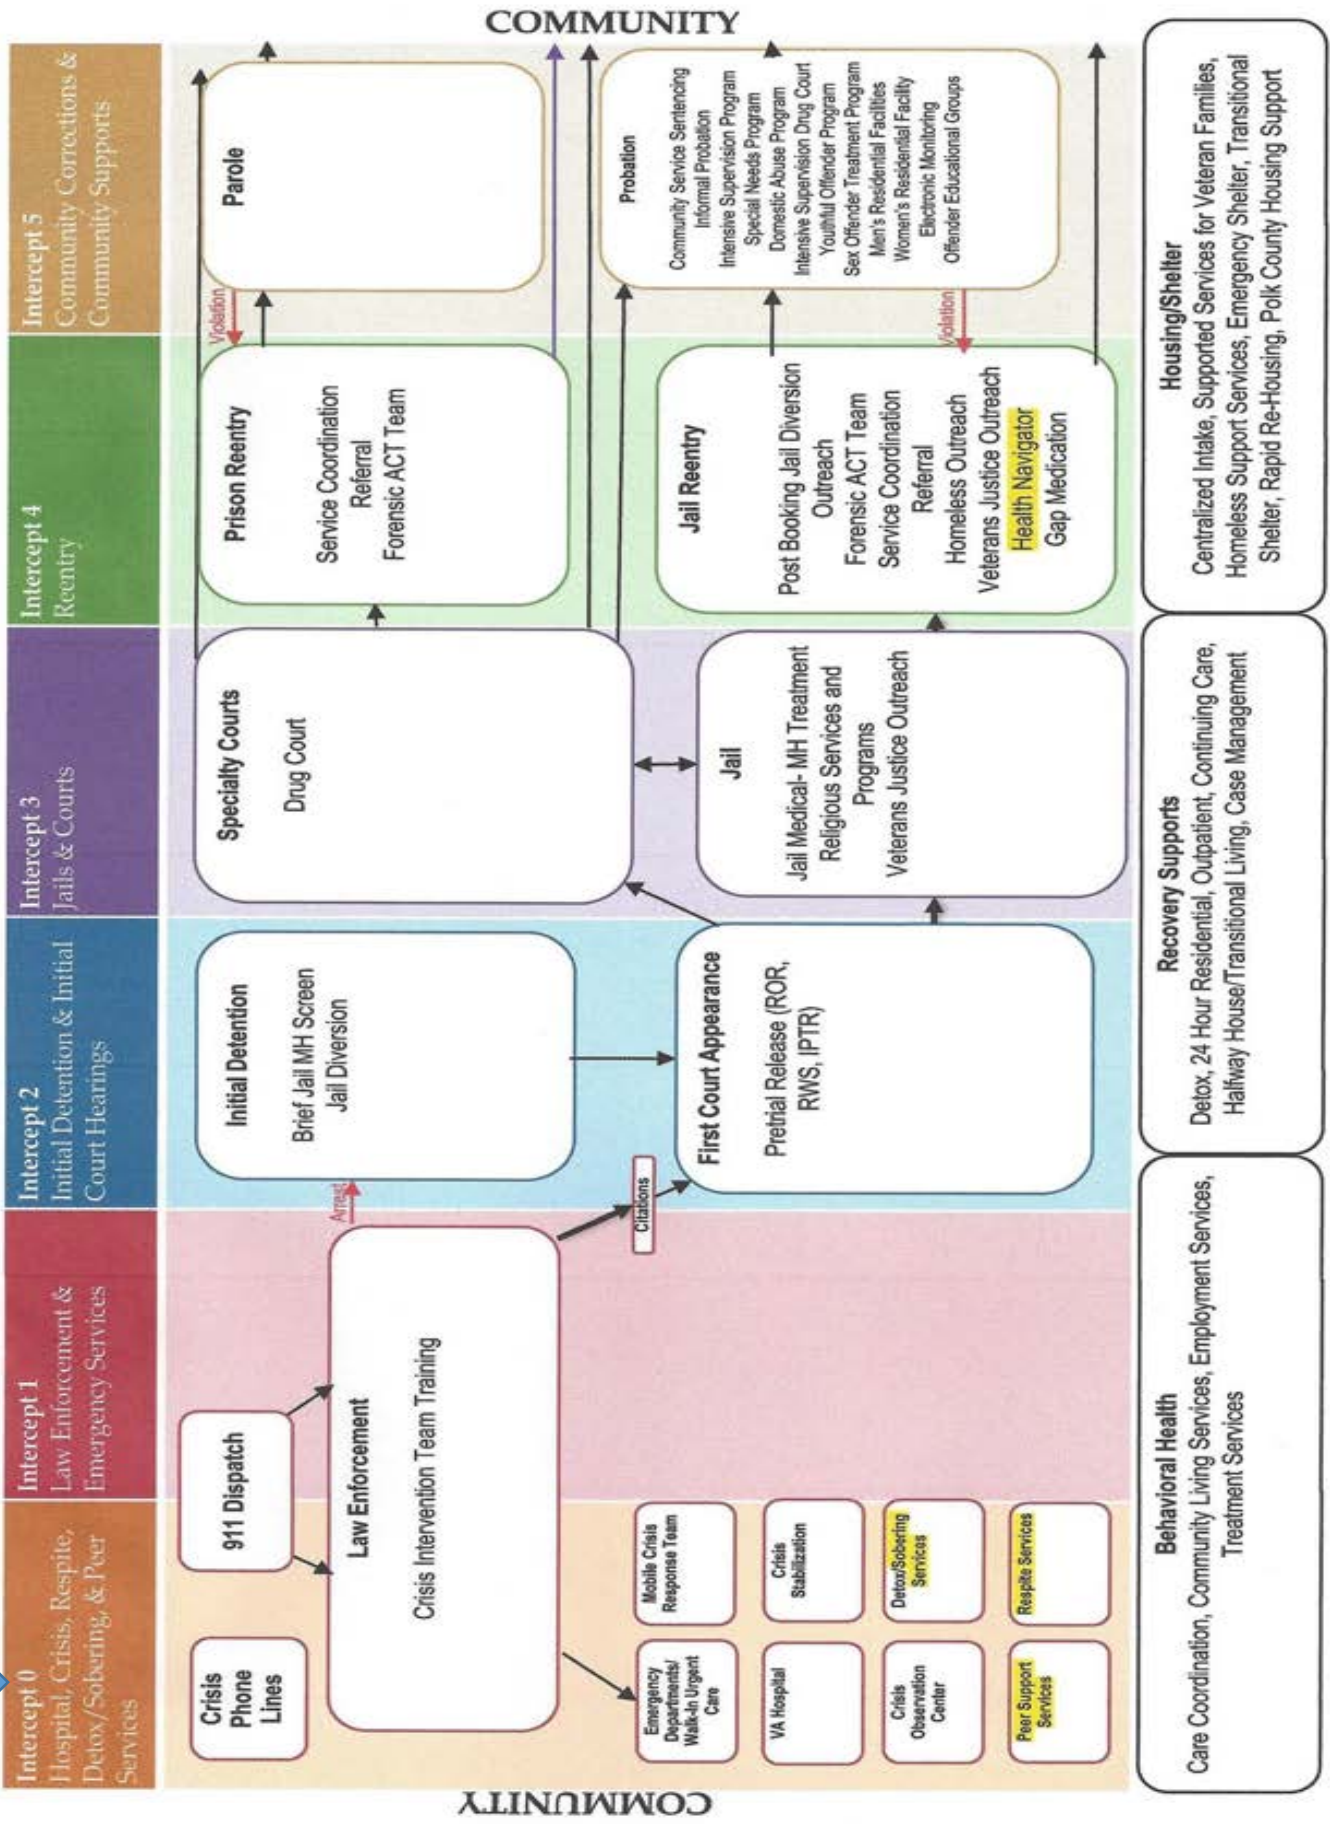 COMMUNITY
Intercept 0
Hospital, Crisis, Respite,
Detox/Sobering, & Peer
Services
Intercept 1
Law Enforcement &
Emergency Services
Intercept 2
Initial Detention & Initial
Court Hearings
Intercept 3
Jails & Courts
Intercept 4
Reentry
Intercept 5
Community Corrections &
Community Supports
Crisis
Phone
Lines
911 Dispatch
Law Enforcement
Crisis Intervention Team Training
Emergency
Departments/
Walk-In Urgent
Care
Mobile Crisis
Response Team
VA Hospital
Crisis
Stabilization
Crisis
Observation
Center
Detox/Sobering
Services
Peer Support
Services
Respite Services
Arrest
Citations
Initial Detention
Brief Jail MH Screen
Jail Diversion
First Court Appearance
Pretrial Release (ROR,
RWS, IPTR)
Specialty Courts
Drug Court
Jail
Jail Medical- MH Treatment
Religious Services and
Programs
Veterans Justice Outreach
Prison Reentry
Service Coordination
Referral
Forensic ACT Team
Jail Reentry
Post Booking Jail Diversion
Outreach
Forensic ACT Team
Service Coordination
Referral
Homeless Outreach
Veterans Justice Outreach
Health Navigator
Gap Medication
Violation
Parole
Violation
Probation
Community Service Sentencing
Informal Probation
Intensive Supervision Program
Special Needs Program
Domestic Abuse Program
Intensive Supervision Drug Court
Youthful Offender Program
Sex Offender Treatment Program
Men's Residential Facilities
Women's Residential Facility
Electronic Monitoring
Offender Educational Groups
COMMUNITY
Behavioral Health
Care Coordination, Community Living Services, Employment Services,
Treatment Services
Recovery Supports
Detox, 24 Hour Residential, Outpatient, Continuing Care,
Halfway House/Transitional Living, Case Management
Housing/Shelter
Centralized Intake, Supported Services for Veteran Families,
Homeless Support Services, Emergency Shelter, Transitional
Shelter, Rapid Re-Housing, Polk County Housing Support